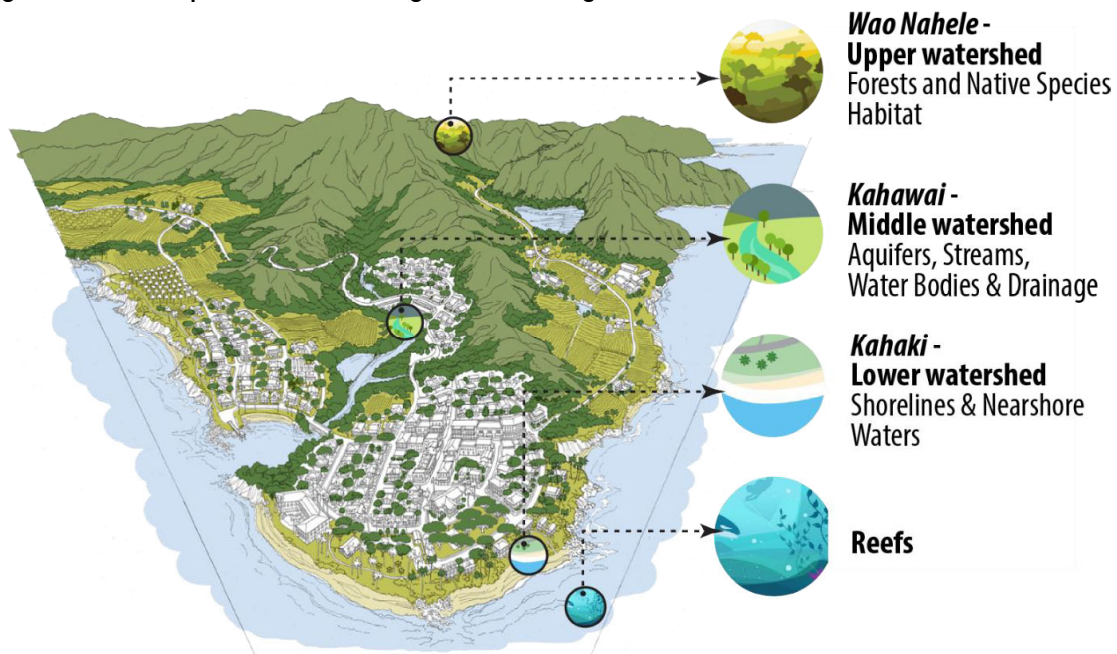 Wao Nahele -
Upper watershed
Forests and Native Species
Habitat
Kahawai -
Middle watershed
Aquifers, Streams,
Water Bodies & Drainage
Kahaki -
Lower watershed
Shorelines & Nearshore
Waters
Reefs